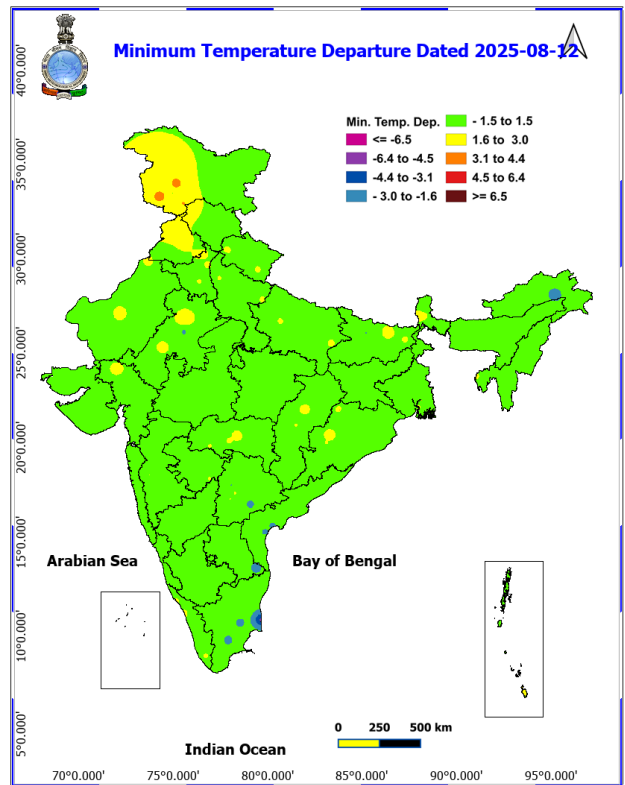 Minimum Temperature Departure Dated 2025-08-12
Min. Temp. Dep.
- 1.5 to 1.5
<= -6.5
1.6 to 3.0
-6.4 to -4.5
3.1 to 4.4
-4.4 to -3.1
4.5 to 6.4
- 3.0 to -1.6
>= 6.5
40°0.000'
35°0.000'
30°0.000'
25°0.000'
20°0.000'
15°0.000'
10°0.000'
5°0.000'
Arabian Sea
Bay of Bengal
Indian Ocean
0 250 500 km
70°0.000' 75°0.000' 80°0.000' 85°0.000' 90°0.000' 95°0.000'